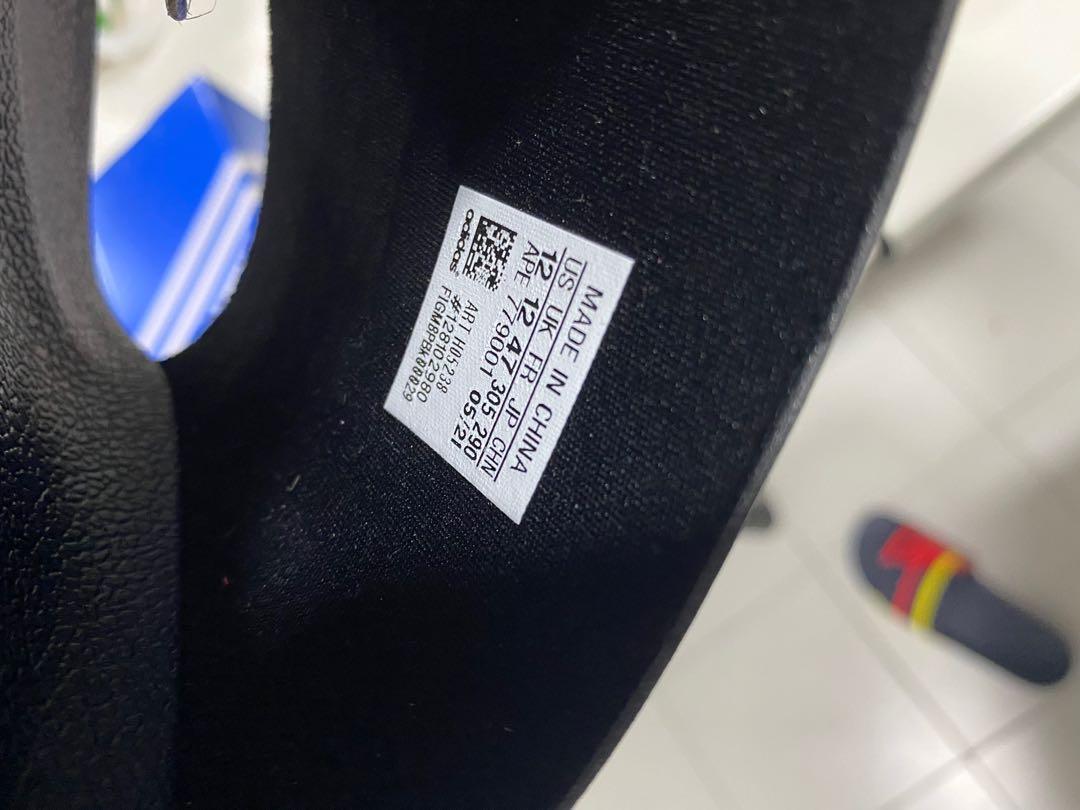 MADE IN CHINA
US UK FR JP CHN
12 12 47 305 290
APE 779001 05/21
ART H05238
#128102980
adidas